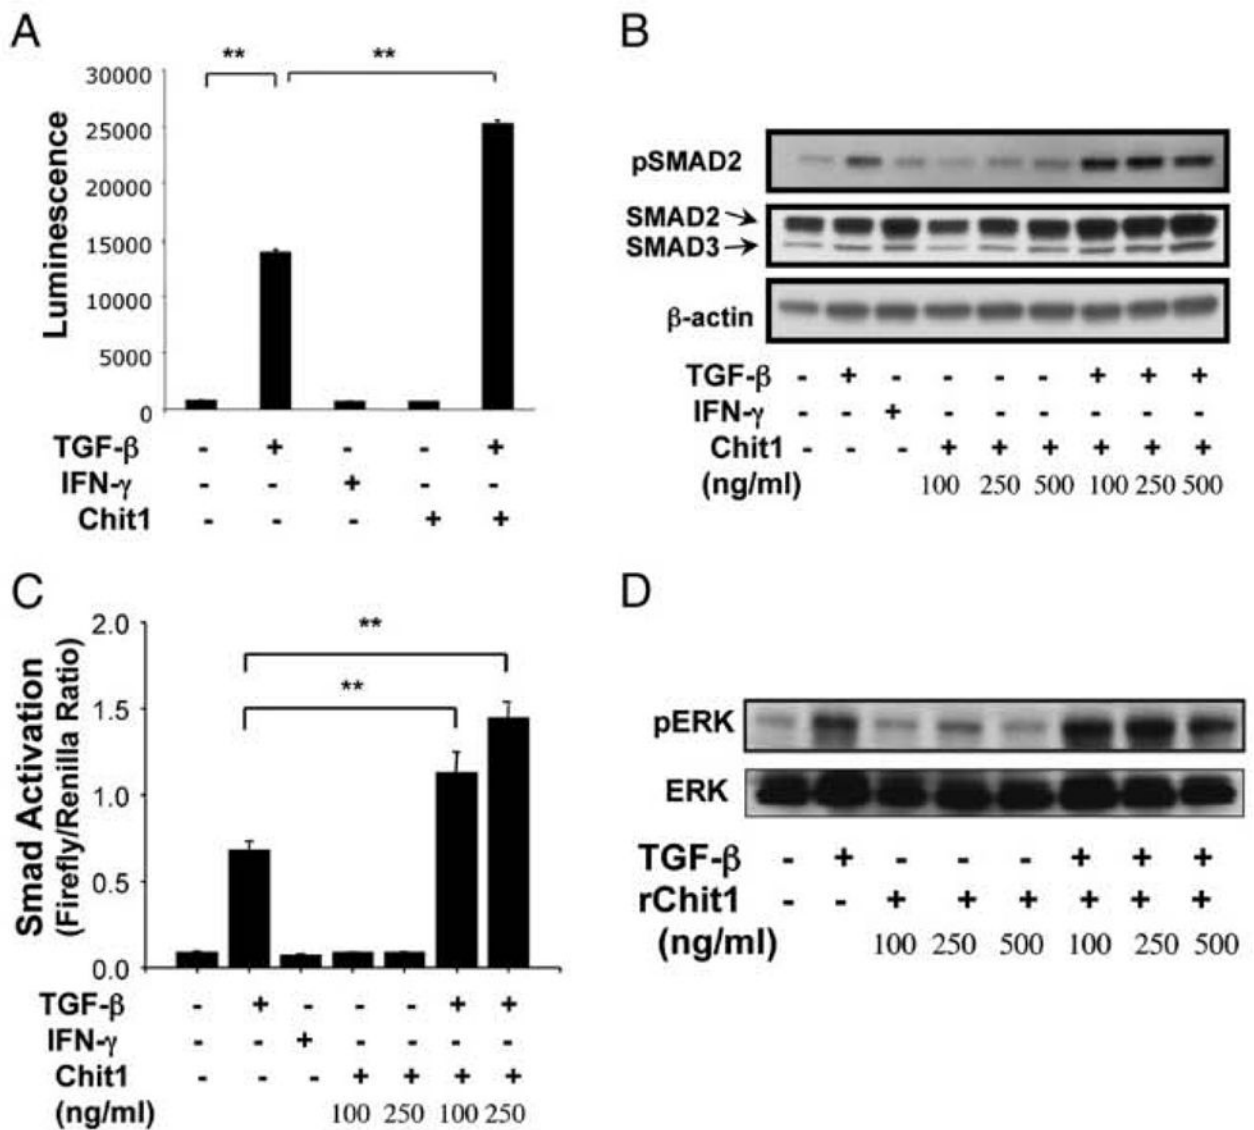 A
** **
30000
25000
20000
15000
10000
5000
0
Luminescence
TGF-β - + - - +
IFN-γ - - + - -
Chit1 - - - + +
B
pSMAD2
SMAD2
SMAD3
β-actin
TGF-β - + - - - - + + +
IFN-γ - - + - - - - - -
Chit1 - - - + + + + + +
(ng/ml) 100 250 500 100 250 500
C
**
**
2.0
1.5
1.0
0.5
0.0
Smad Activation
(Firefly/Renilla Ratio)
TGF-β - + - - - + +
IFN-γ - - + - - - -
Chit1 - - - + + + +
(ng/ml) 100 250 100 250
D
pERK
ERK
TGF-β - + - - - + + +
rChit1 - - + + + + + +
(ng/ml) 100 250 500 100 250 500